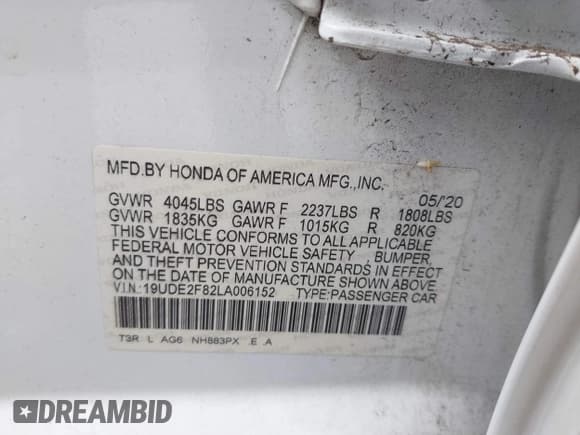 MFD.BY HONDA OF AMERICA MFG.,INC. 05/'20
GVWR 4045LBS GAWR F 2237LBS R 1808LBS
GVWR 1835KG GAWR F 1015KG R 820KG
THIS VEHICLE CONFORMS TO ALL APPLICABLE
FEDERAL MOTOR VEHICLE SAFETY , BUMPER,
AND THEFT PREVENTION STANDARDS IN EFFECT
ON THE DATE OF MANUFACTURE SHOWN ABOVE.
V.I.N.:19UDE2F82LA006152 TYPE:PASSENGER CAR
T3R L AG6 NH883PX .E .A
DREAMBID